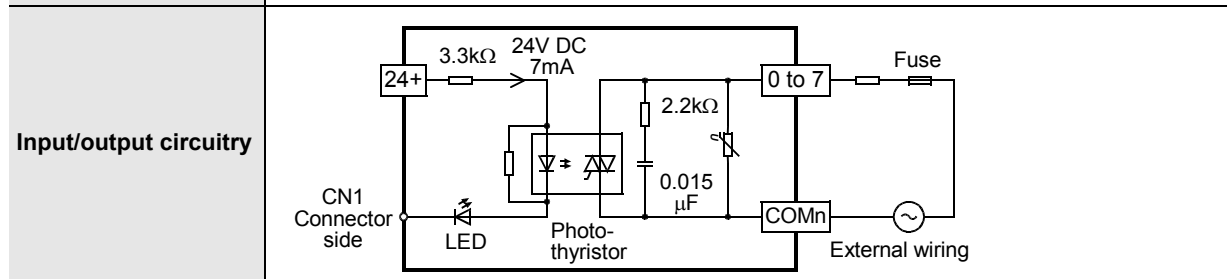 Input/output circuitry
24+
3.3kΩ
24V DC
7mA
0 to 7
Fuse
2.2kΩ
0.015
μF
CN1
Connector
side
LED
Photo-
thyristor
COMn
External wiring